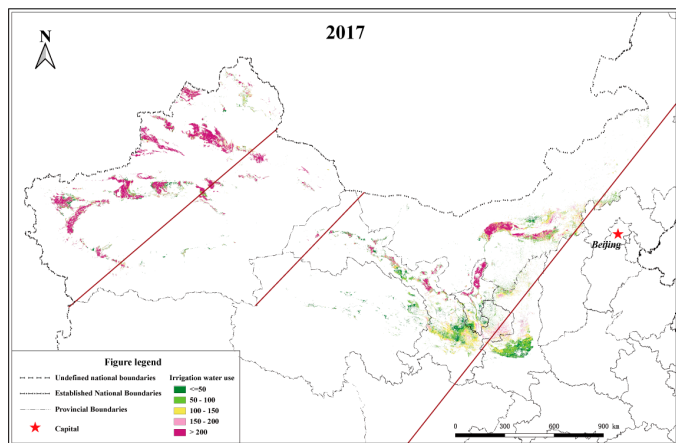 2017
N
Beijing
Figure legend
Undefined national boundaries
Established National Boundaries
Provincial Boundaries
Capital
Irrigation water use
<=50
50 - 100
100 - 150
150 - 200
> 200
0 300 600 900 km